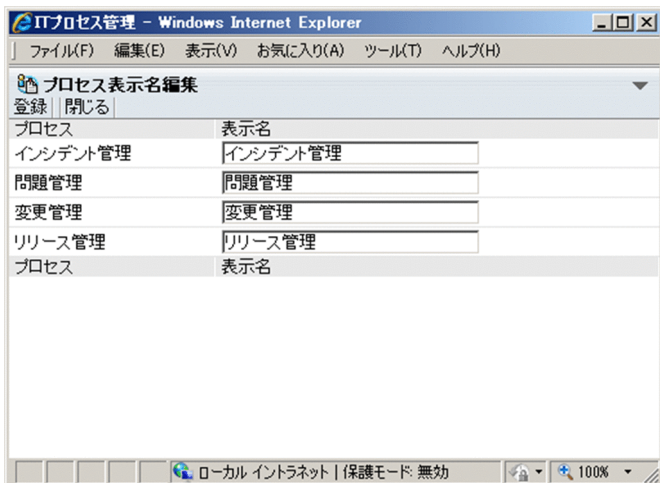 ITプロセス管理 - Windows Internet Explorer
ファイル(F) 編集(E) 表示(V) お気に入り(A) ツール(T) ヘルプ(H)
プロセス表示名編集
登録 | 閉じる |
プロセス 表示名
インシデント管理 インシデント管理
問題管理 問題管理
変更管理 変更管理
リリース管理 リリース管理
プロセス 表示名
ローカル イントラネット | 保護モード: 無効 100%